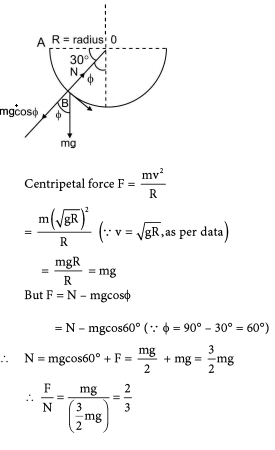 A R = radius 0
30°
N ϕ
B
mgcosϕ ϕ
mg
Centripetal force F = mv²/R
= m(√gR)²/R (∵ v = √gR, as per data)
= mgR/R = mg
But F = N – mgcosϕ
= N – mgcos60° (∵ ϕ = 90° – 30° = 60°)
∴ N = mgcos60° + F = mg/2 + mg = 3/2 mg
∴ F/N = mg/(3/2 mg) = 2/3